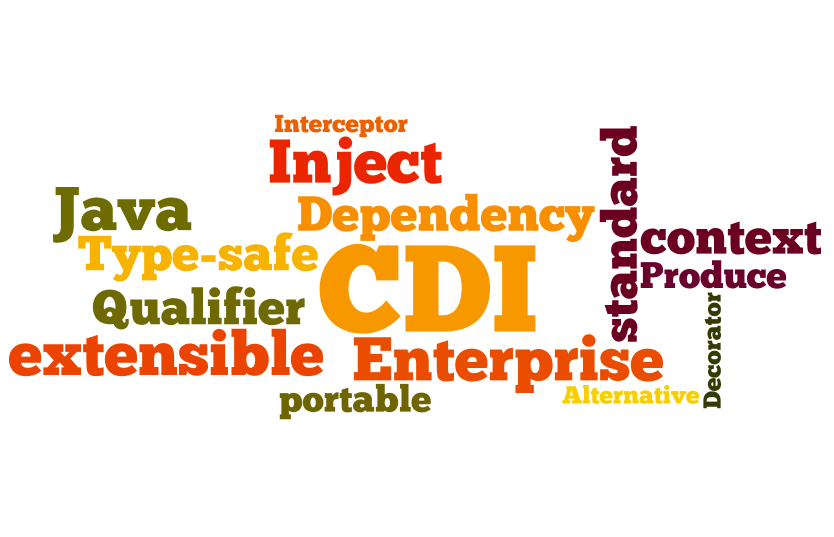 Interceptor
Inject
standard
Java
Dependency
context
Type-safe
CDI
Produce
Qualifier
Decorator
extensible
Enterprise
portable
Alternative